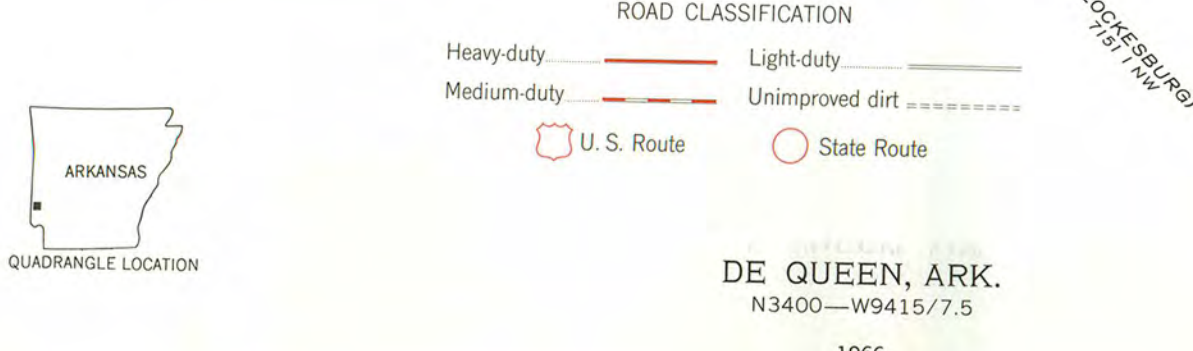 ROAD CLASSIFICATION
Heavy-duty
Light-duty
Medium-duty
Unimproved dirt
U. S. Route
State Route
7151 I NW
ARKANSAS
QUADRANGLE LOCATION
DE QUEEN, ARK.
N3400—W9415/7.5